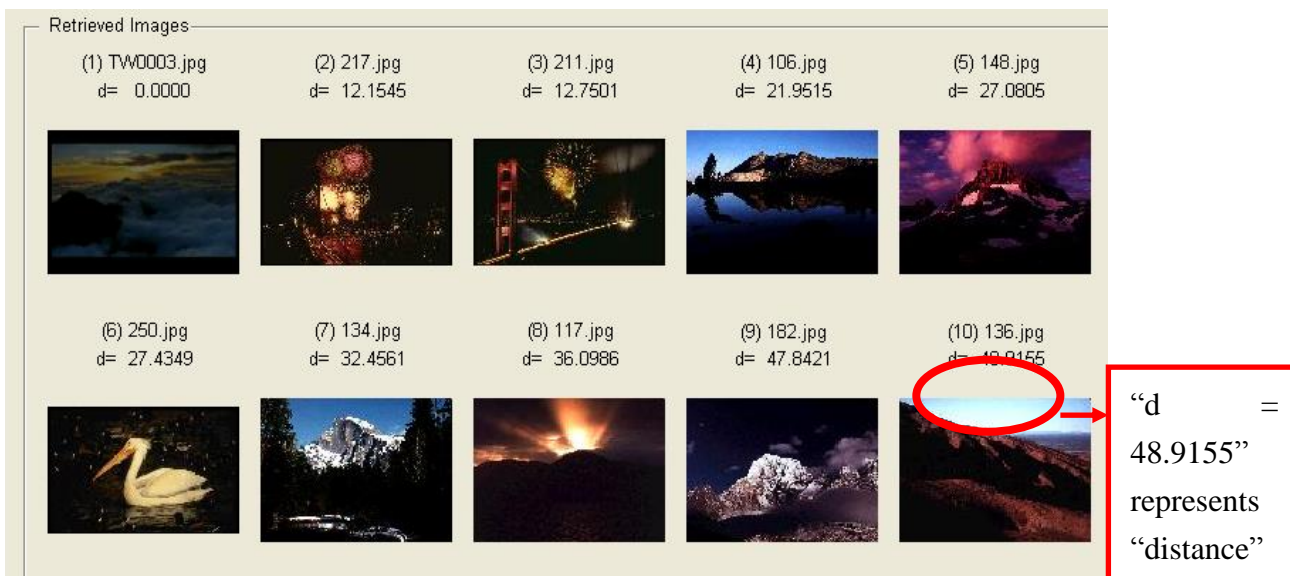 Retrieved Images
(1) TW0003.jpg (2) 217.jpg (3) 211.jpg (4) 106.jpg (5) 148.jpg
d= 0.0000 d= 12.1545 d= 12.7501 d= 21.9515 d= 27.0805
(6) 250.jpg (7) 134.jpg (8) 117.jpg (9) 182.jpg (10) 136.jpg
d= 27.4349 d= 32.4561 d= 36.0986 d= 47.8421 d= 48.9155
“d =
48.9155”
represents
“distance”